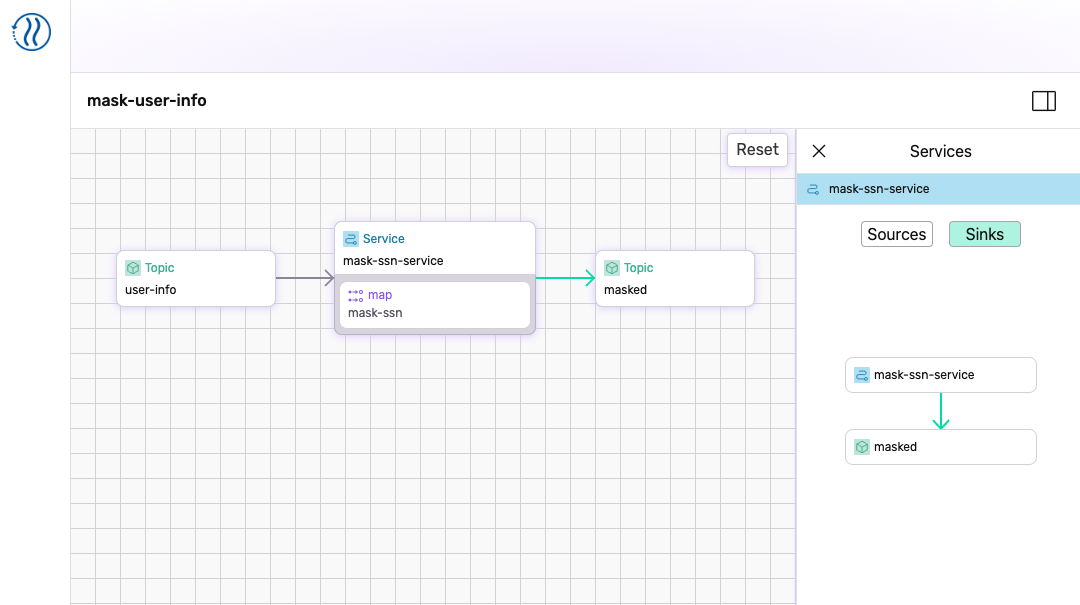 mask-user-info
Reset
Topic
user-info
Service
mask-ssn-service
map
mask-ssn
Topic
masked
Services
mask-ssn-service
Sources
Sinks
mask-ssn-service
masked